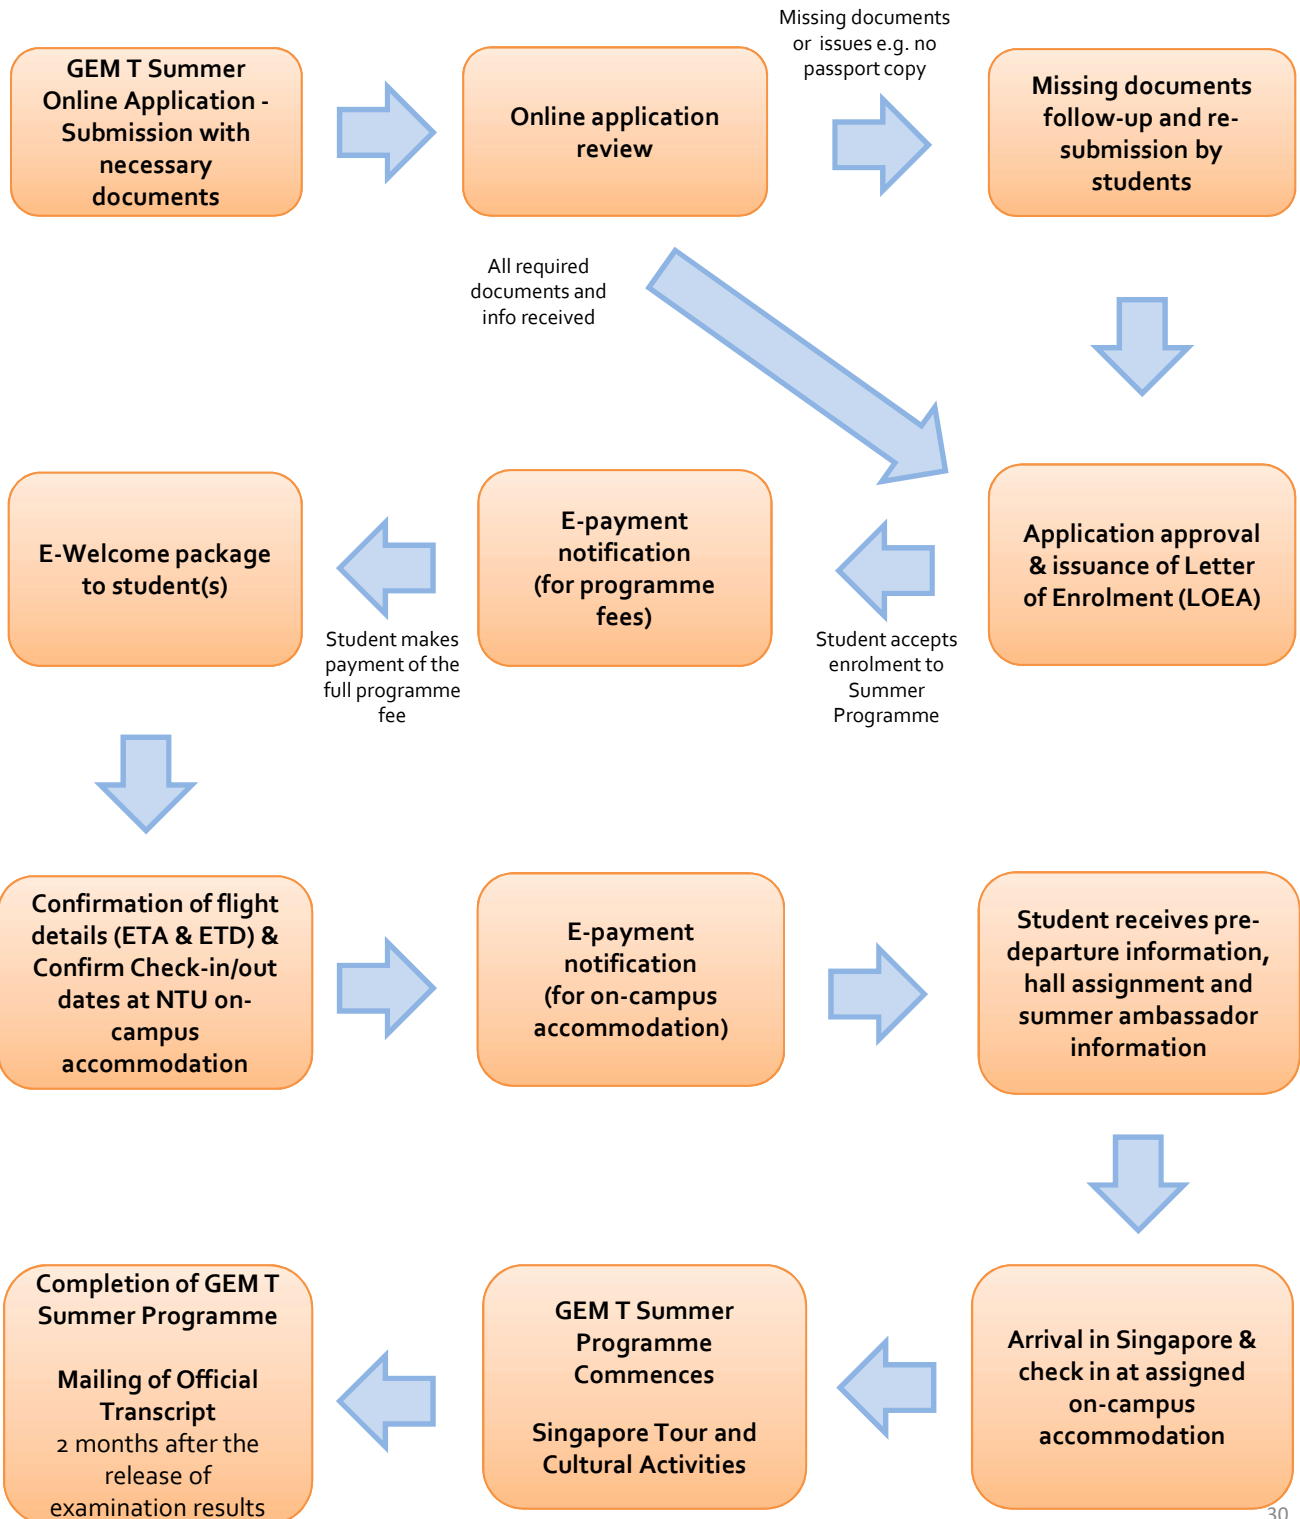 GEM T Summer
Online Application -
Submission with
necessary
documents
Online application
review
Missing documents
or issues e.g. no
passport copy
Missing documents
follow-up and re-
submission by
students
All required
documents and
info received
Application approval
& issuance of Letter
of Enrolment (LOEA)
Student accepts
enrolment to
Summer
Programme
E-payment
notification
(for programme
fees)
Student makes
payment of the
full programme
fee
E-Welcome package
to student(s)
Confirmation of flight
details (ETA & ETD) &
Confirm Check-in/out
dates at NTU on-
campus
accommodation
E-payment
notification
(for on-campus
accommodation)
Student receives pre-
departure information,
hall assignment and
summer ambassador
information
Arrival in Singapore &
check in at assigned
on-campus
accommodation
GEM T Summer
Programme
Commences
Singapore Tour and
Cultural Activities
Completion of GEM T
Summer Programme
Mailing of Official
Transcript
2 months after the
release of
examination results
30